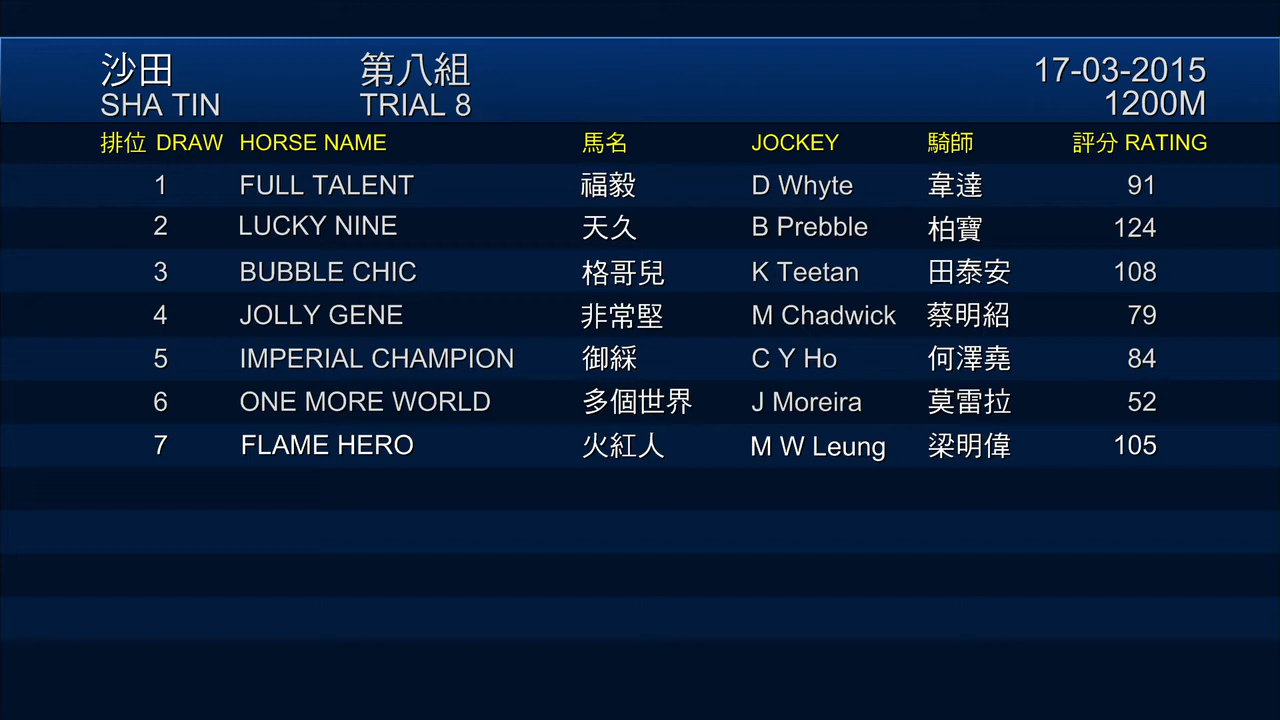 沙田 第八組 17-03-2015
SHA TIN TRIAL 8 1200M
排位 DRAW HORSE NAME 馬名 JOCKEY 騎師 評分 RATING
1 FULL TALENT 福毅 D Whyte 韋達 91
2 LUCKY NINE 天久 B Prebble 柏寶 124
3 BUBBLE CHIC 格哥兒 K Teetan 田泰安 108
4 JOLLY GENE 非常堅 M Chadwick 蔡明紹 79
5 IMPERIAL CHAMPION 御綵 C Y Ho 何澤堯 84
6 ONE MORE WORLD 多個世界 J Moreira 莫雷拉 52
7 FLAME HERO 火紅人 M W Leung 梁明偉 105